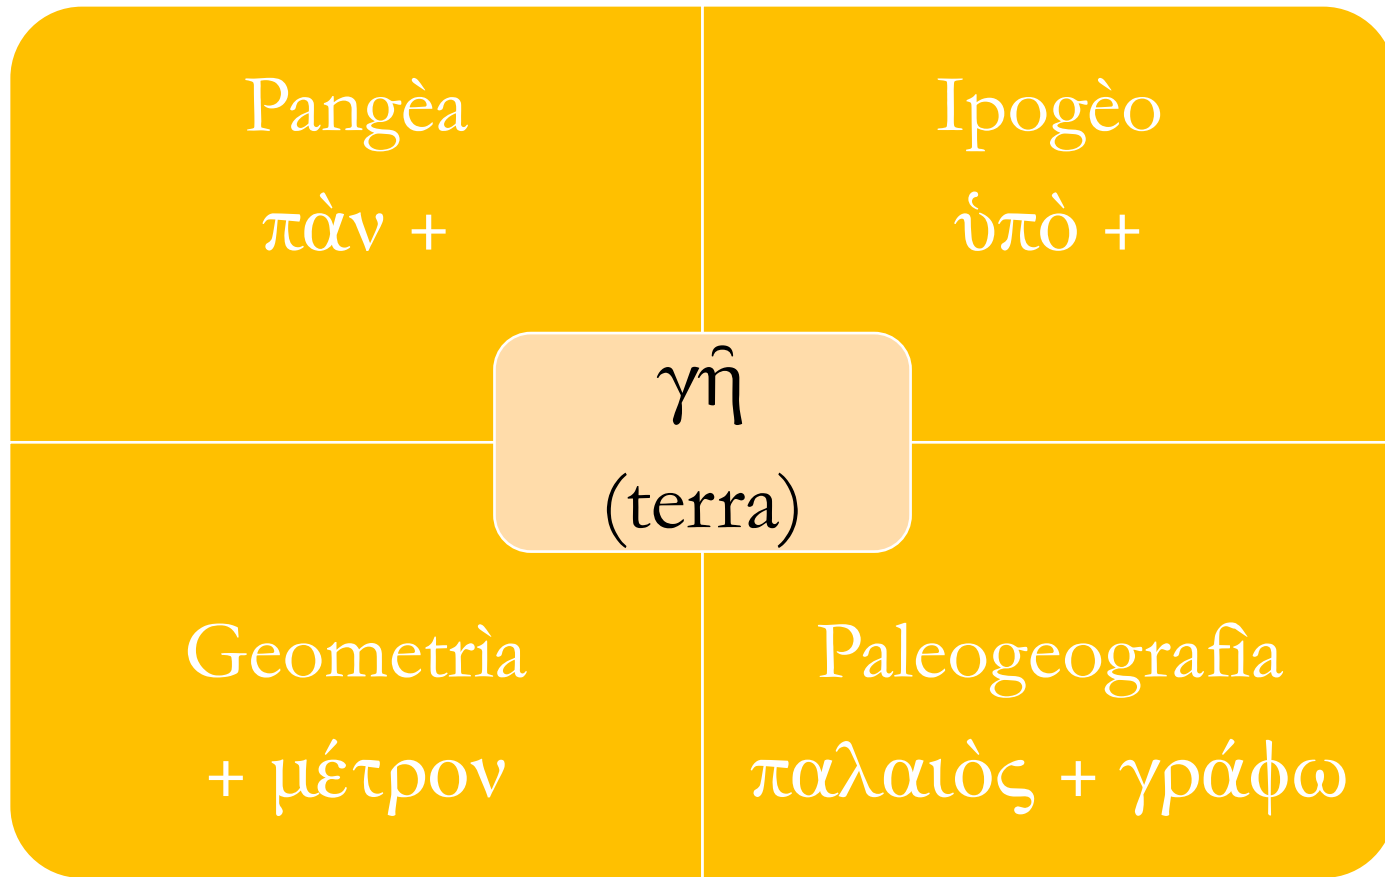 Pangèa
πὰν +
Ipogèo
ὑπὸ +
γῆ
(terra)
Geometrìa
+ μέτρον
Paleogeografìa
παλαιὸς + γράφω